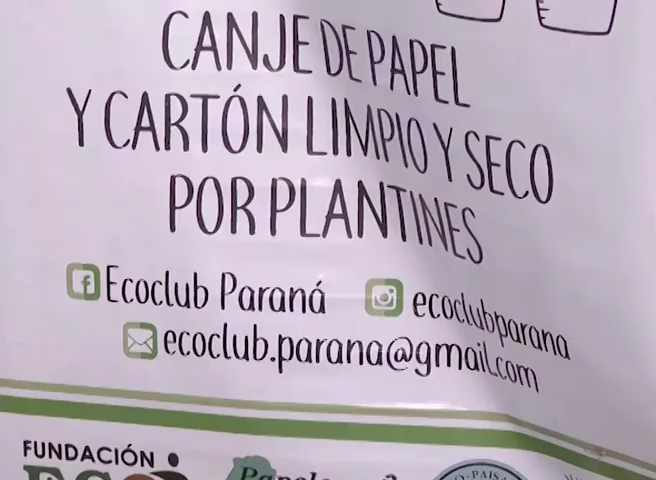 CANJE DE PAPEL
Y CARTÓN LIMPIO Y SECO
POR PLANTINES
Ecoclub Paraná ecoclubparana
ecoclub.parana@gmail.com
FUNDACIÓN